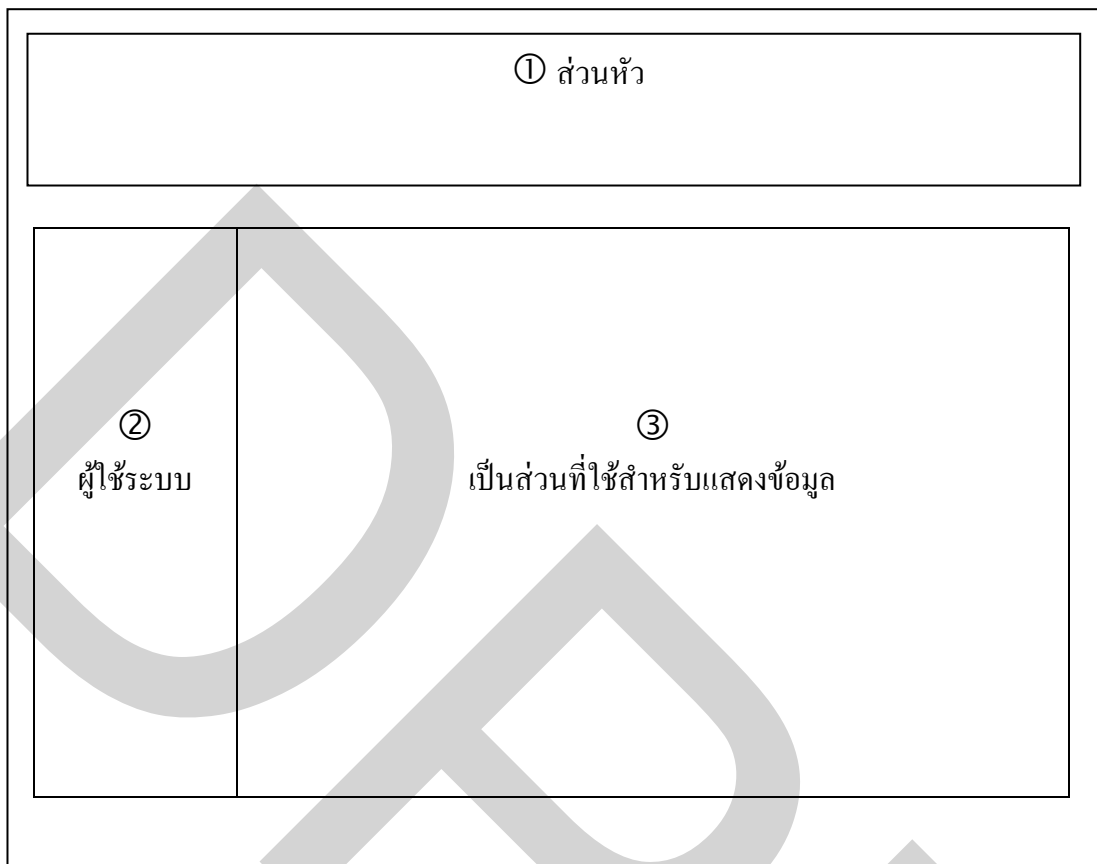 ① ส่วนหัว
②
ผู้ใช้ระบบ
③
เป็นส่วนที่ใช้สำหรับแสดงข้อมูล